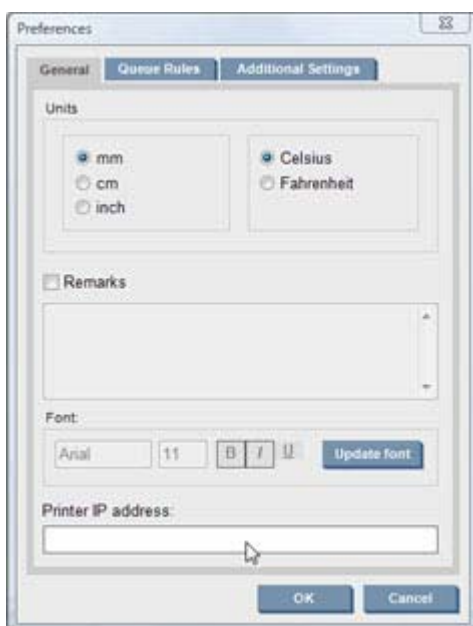 Preferences
General Queue Rules Additional Settings
Units
mm Celsius
cm Fahrenheit
inch
Remarks
Font:
Arial 11 B I U Update font
Printer IP address:
OK Cancel